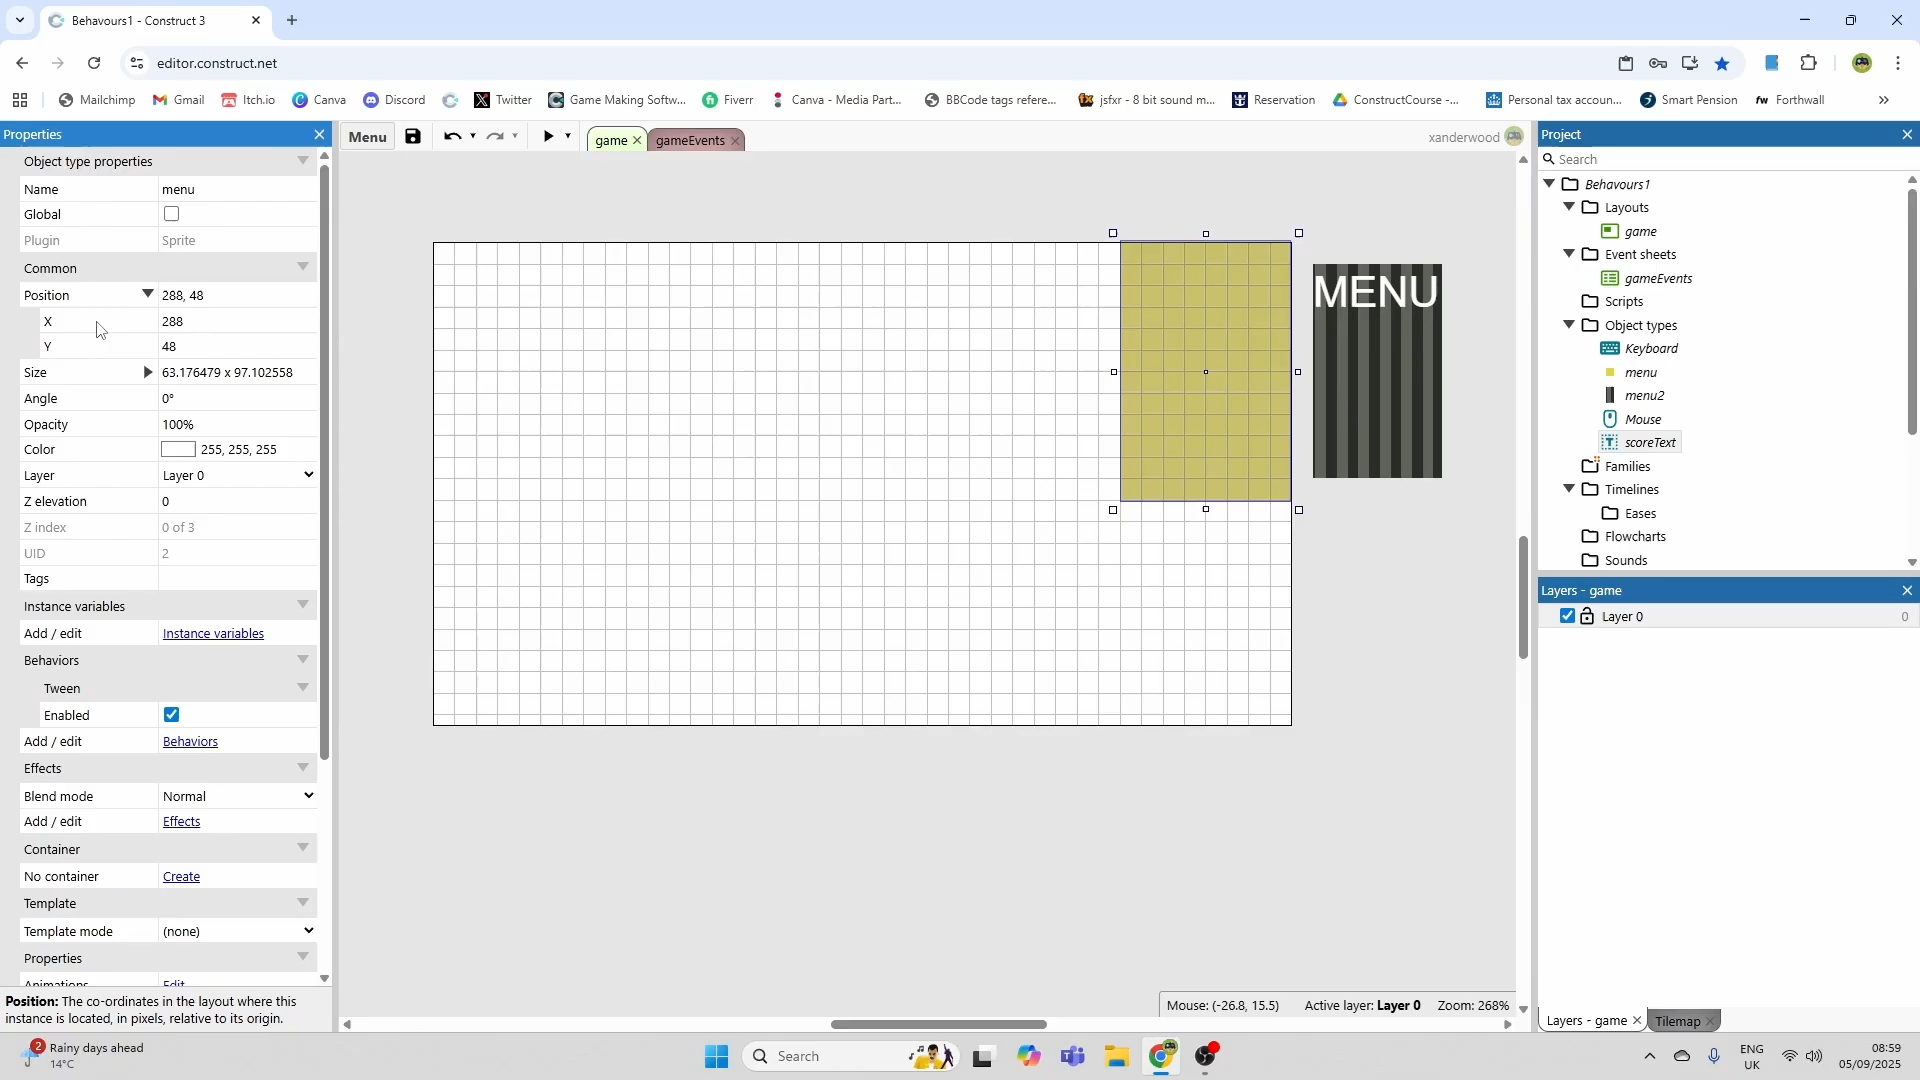 Behavours1 - Construct 3
editor.construct.net
Mailchimp
Gmail
Itch.io
Canva
Discord
Twitter
Game Making Softw...
Fiverr
Canva - Media Part...
BBCode tags refere...
jsfxr - 8 bit sound m...
Reservation
ConstructCourse -...
Personal tax accoun...
Smart Pension
fw Forthwall
Properties
Menu
game
gameEvents
xanderwood
Project
Object type properties
Name menu
Global
Plugin Sprite
Common
Position 288, 48
X 288
Y 48
Size 63.176479 x 97.102558
Angle 0°
Opacity 100%
Color 255, 255, 255
Layer Layer 0
Z elevation 0
Z index 0 of 3
UID 2
Tags
Instance variables
Add / edit Instance variables
Behaviors
Tween
Enabled
Add / edit Behaviors
Effects
Blend mode Normal
Add / edit Effects
Container
No container Create
Template
Template mode (none)
Properties
Animations Edit
Position: The co-ordinates in the layout where this
instance is located, in pixels, relative to its origin.
MENU
Mouse: (-26.8, 15.5) Active layer: Layer 0 Zoom: 268%
Search
Behavours1
Layouts
game
Event sheets
gameEvents
Scripts
Object types
Keyboard
menu
menu2
Mouse
scoreText
Families
Timelines
Eases
Flowcharts
Sounds
Layers - game
Layer 0 0
Layers - game
Tilemap
2
Rainy days ahead
14°C
Search
ENG
UK
08:59
05/09/2025